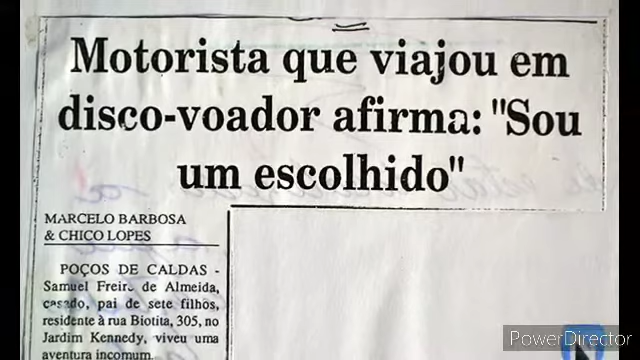 Motorista que viajou em
disco-voador afirma: "Sou
um escolhido"
MARCELO BARBOSA
& CHICO LOPES
POÇOS DE CALDAS -
Samuel Freire de Almeida,
casado, pai de sete filhos,
residente à rua Biotita, 305, no
Jardim Kennedy, viveu uma
aventura incomum.
PowerDirector